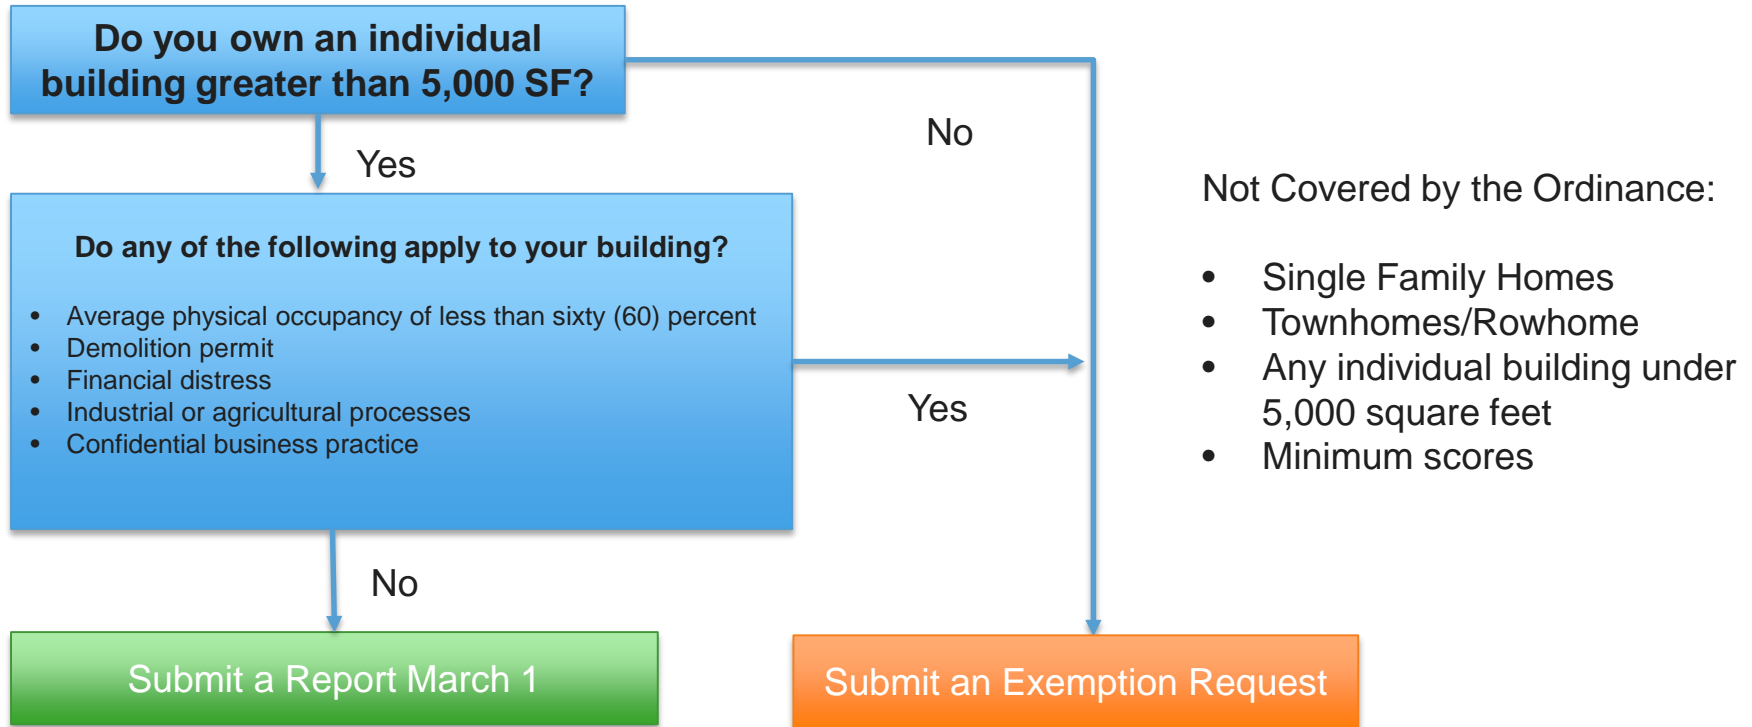 Do you own an individual
building greater than 5,000 SF?
No
Yes
Do any of the following apply to your building?
• Average physical occupancy of less than sixty (60) percent
• Demolition permit
• Financial distress
• Industrial or agricultural processes
• Confidential business practice
Yes
No
Submit a Report March 1
Submit an Exemption Request
Not Covered by the Ordinance:
• Single Family Homes
• Townhomes/Rowhome
• Any individual building under
5,000 square feet
• Minimum scores